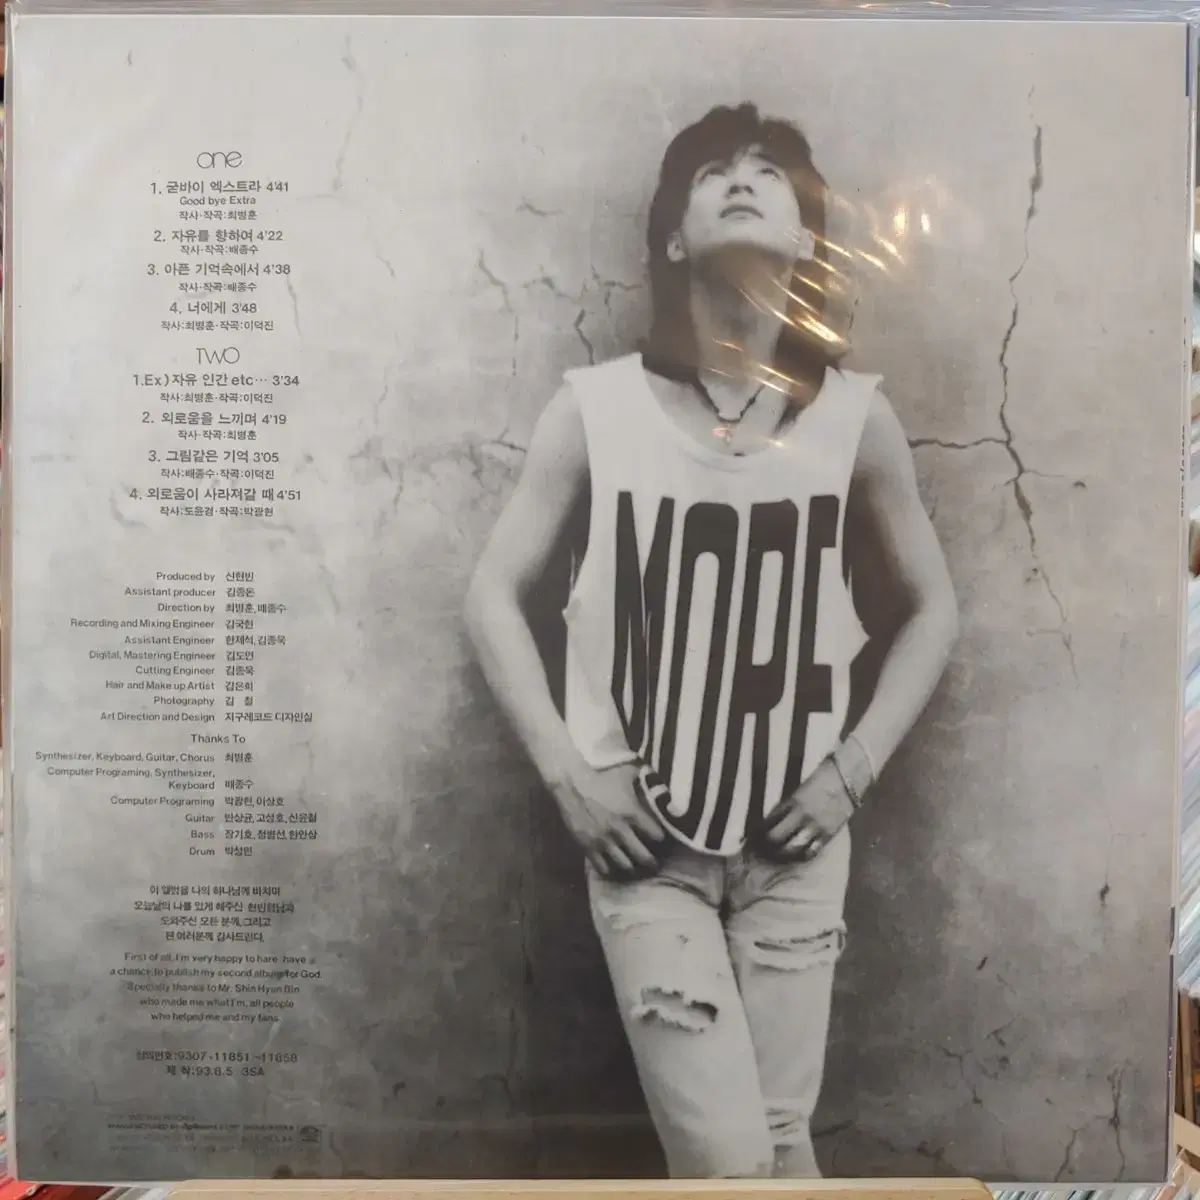 one
1. 굳바이 엑스트라 4'41
Good bye Extra
작사·작곡:최병훈
2. 자유를 향하여 4'22
작사·작곡:배종수
3. 아픈 기억속에서 4'38
작사·작곡:배종수
4. 너에게 3'48
작사:최병훈·작곡:이덕진
TWO
1.Ex) 자유 인간 etc··· 3'34
작사:최병훈·작곡:이덕진
2. 외로움을 느끼며 4'19
작사·작곡:최병훈
3. 그림같은 기억 3'05
작사:배종수·작곡:이덕진
4. 외로움이 사라져갈 때 4'51
작사:도윤경·작곡:박광현
Produced by 신현빈
Assistant producer 김종온
Direction by 최병훈, 배종수
Recording and Mixing Engineer 김국현
Assistant Engineer 한재석, 김종욱
Digital, Mastering Engineer 김도언
Cutting Engineer 김종욱
Hair and Make up Artist 김은희
Photography 김 철
Art Direction and Design 지구레코드 디자인실
Thanks To
Synthesizer, Keyboard, Guitar, Chorus 최병훈
Computer Programing, Synthesizer,
Keyboard 배종수
Computer Programing 박광현, 이상호
Guitar 반상균, 고성호, 신윤철
Bass 장기호, 정병선, 한만상
Drum 박성민
이 앨범을 나의 하나님께 바치며
오늘날의 나를 있게 해주신 현빈형님과
도와주신 모든 분께, 그리고
팬 여러분께 감사드린다.
First of all, I'm very happy to hare have
a chance to publish my second album for God.
Specially thanks to Mr. Shin Hyun Bin
who made me what I'm, all people
who helped me and my fans.
심의번호:9307-11851~11858
제 작:93.8.5 3SA
MANUFACTURED BY
MORE